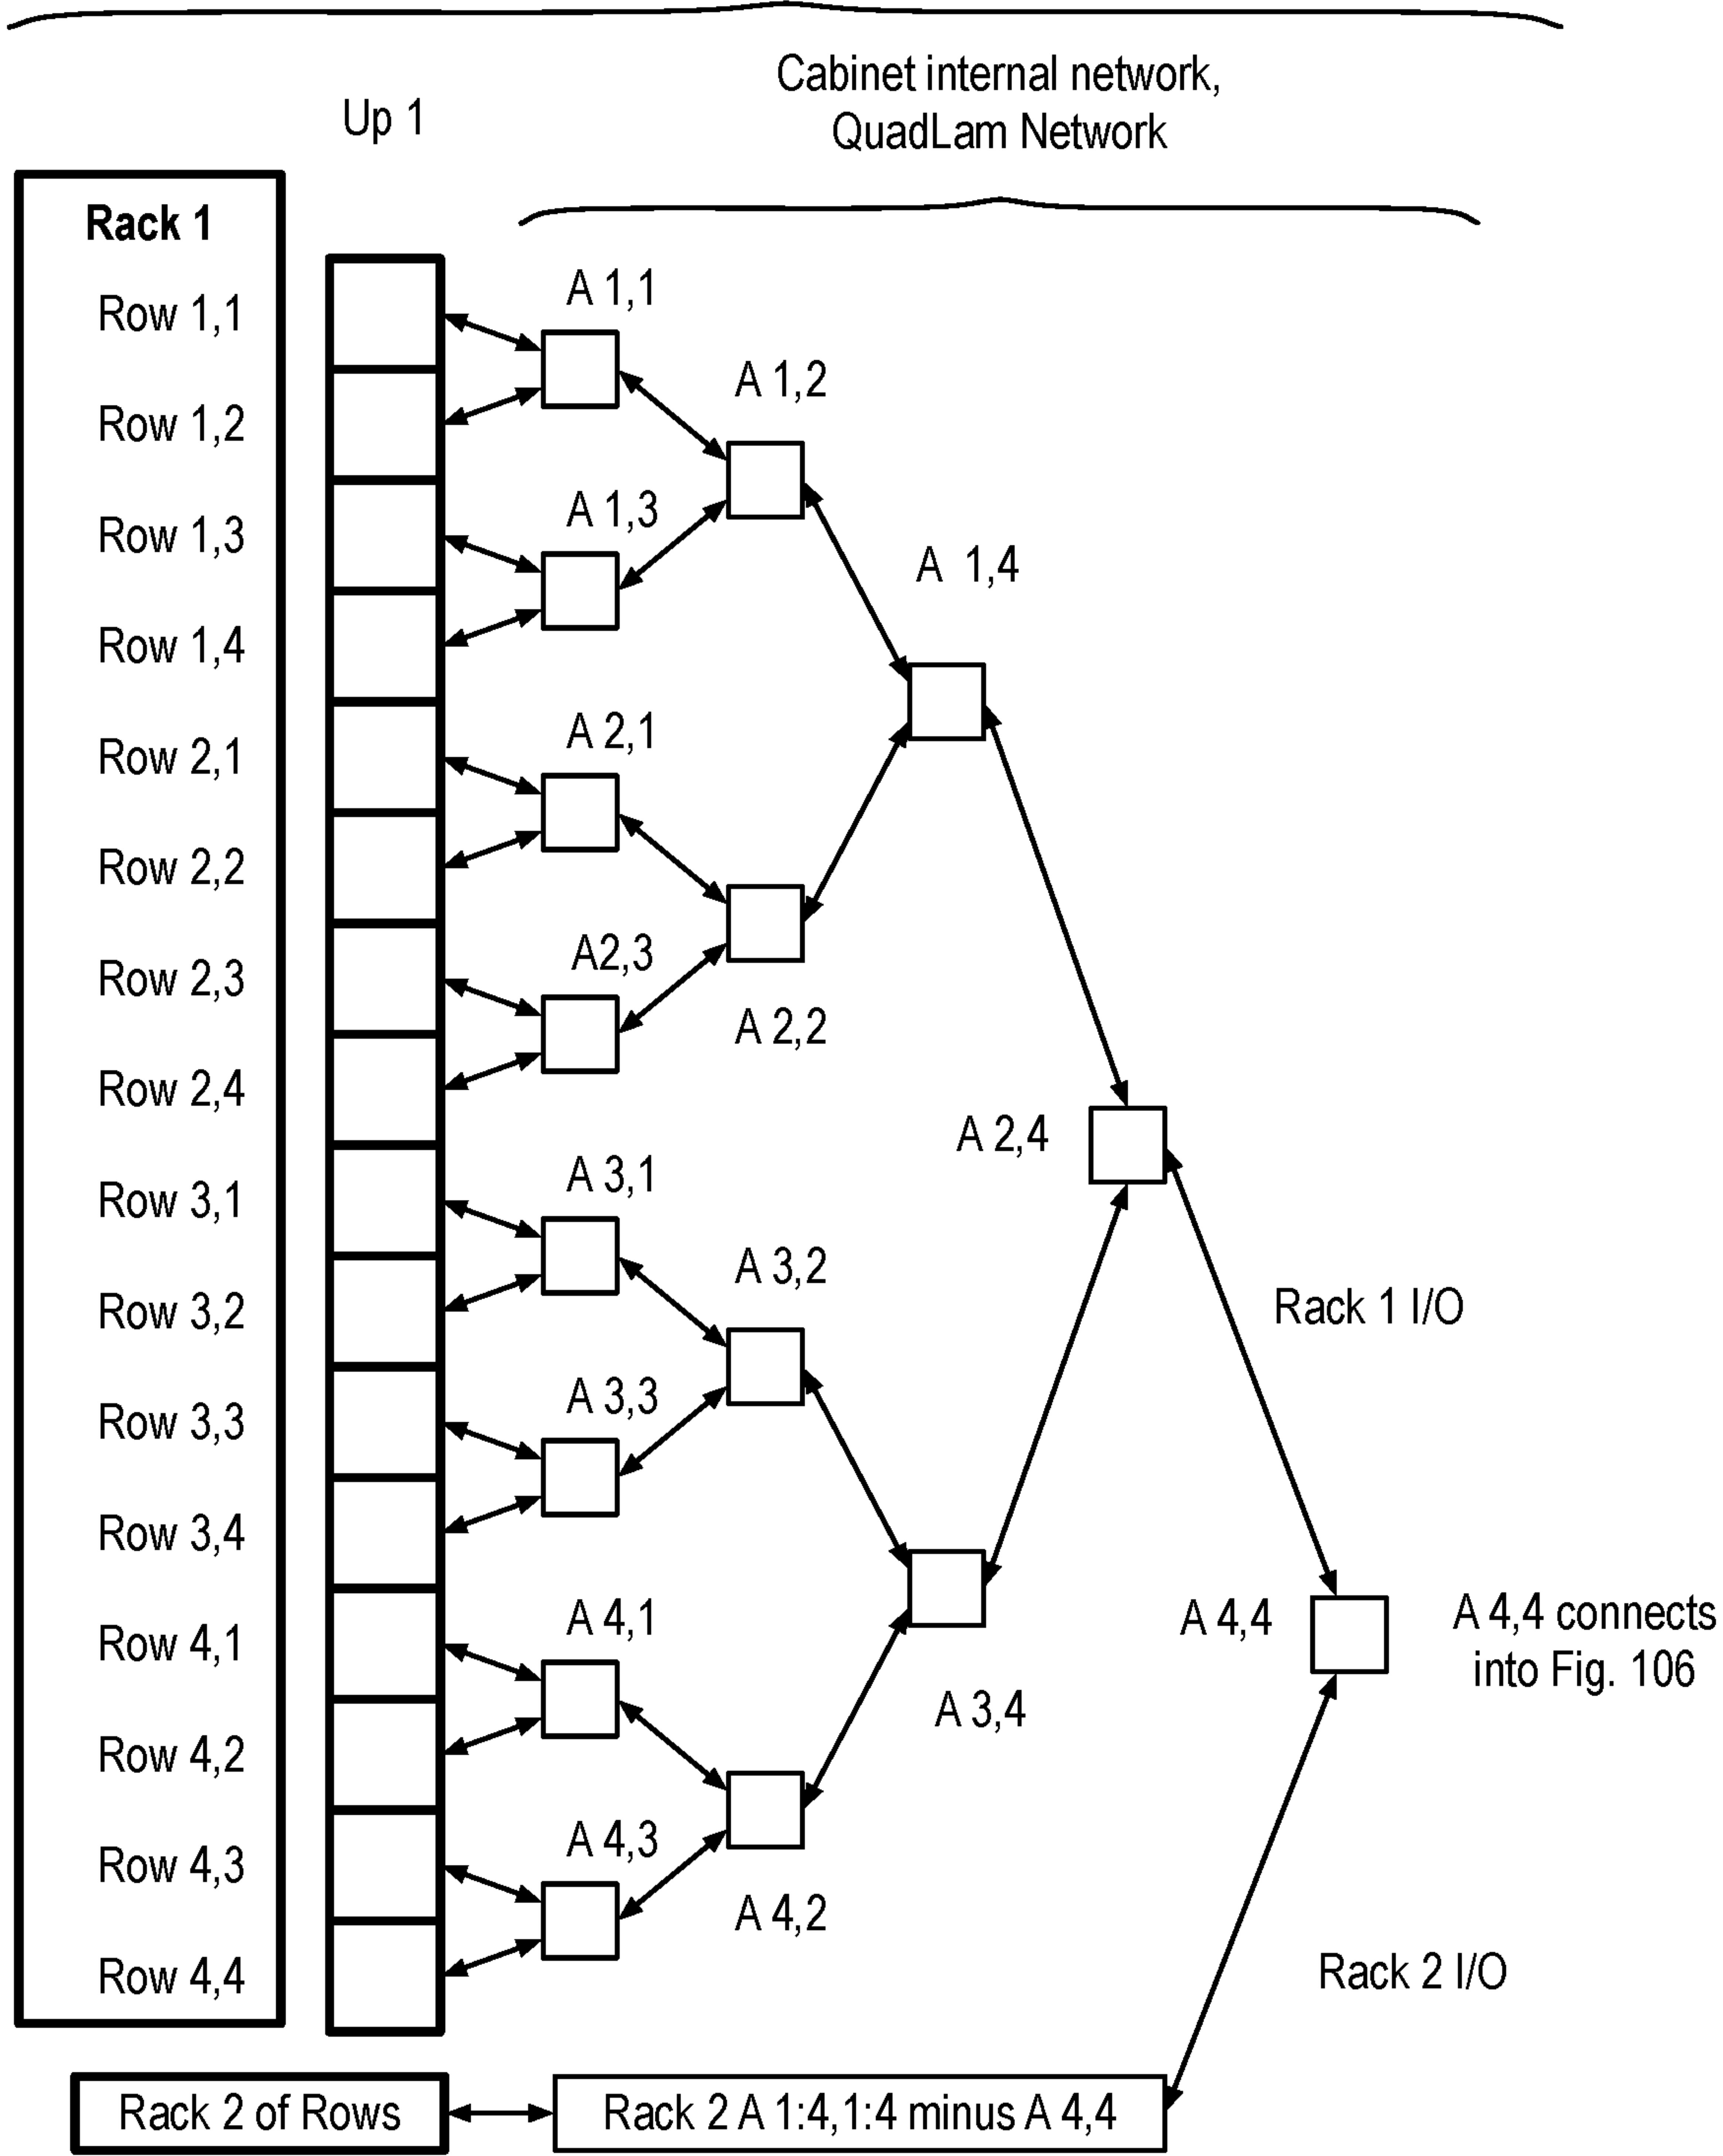 Cabinet internal network,
QuadLam Network
Up 1
Rack 1
Row 1,1
Row 1,2
Row 1,3
Row 1,4
Row 2,1
Row 2,2
Row 2,3
Row 2,4
Row 3,1
Row 3,2
Row 3,3
Row 3,4
Row 4,1
Row 4,2
Row 4,3
Row 4,4
A 1,1
A 1,2
A 1,3
A 1,4
A 2,1
A2,3
A 2,2
A 2,4
A 3,1
A 3,2
A 3,3
A 3,4
A 4,1
A 4,3
A 4,2
Rack 1 I/O
A 4,4
A 4,4 connects
into Fig. 106
Rack 2 I/O
Rack 2 of Rows
Rack 2 A 1:4,1:4 minus A 4,4